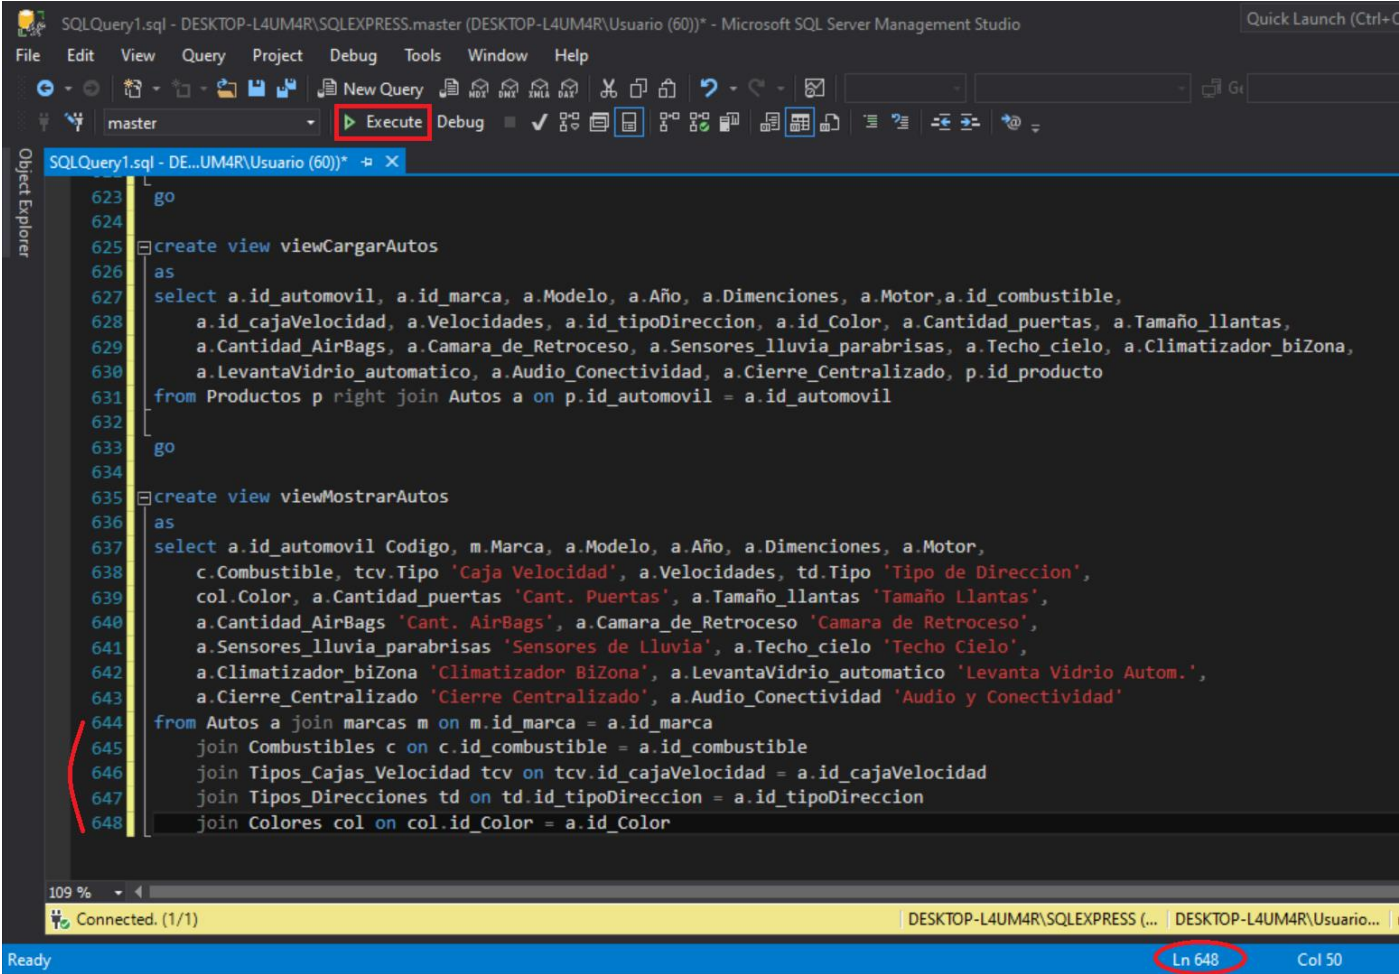 SQLQuery1.sql - DESKTOP-L4UM4R\SQLEXPRESS.master (DESKTOP-L4UM4R\Usuario (60))* - Microsoft SQL Server Management Studio
Quick Launch (Ctrl+
File Edit View Query Project Debug Tools Window Help
New Query MDX DMX XMLA DAX
master Execute Debug
Object Explorer
SQLQuery1.sql - DE...UM4R\Usuario (60))*
623 go
624
625 create view viewCargarAutos
626 as
627 select a.id_automovil, a.id_marca, a.Modelo, a.Año, a.Dimenciones, a.Motor,a.id_combustible,
628 a.id_cajaVelocidad, a.Velocidades, a.id_tipoDireccion, a.id_Color, a.Cantidad_puertas, a.Tamaño_llantas,
629 a.Cantidad_AirBags, a.Camara_de_Retroceso, a.Sensores_lluvia_parabrisas, a.Techo_cielo, a.Climatizador_biZona,
630 a.LevantaVidrio_automatico, a.Audio_Conectividad, a.Cierre_Centralizado, p.id_producto
631 from Productos p right join Autos a on p.id_automovil = a.id_automovil
632
633 go
634
635 create view viewMostrarAutos
636 as
637 select a.id_automovil Codigo, m.Marca, a.Modelo, a.Año, a.Dimenciones, a.Motor,
638 c.Combustible, tcv.Tipo 'Caja Velocidad', a.Velocidades, td.Tipo 'Tipo de Direccion',
639 col.Color, a.Cantidad_puertas 'Cant. Puertas', a.Tamaño_llantas 'Tamaño Llantas',
640 a.Cantidad_AirBags 'Cant. AirBags', a.Camara_de_Retroceso 'Camara de Retroceso',
641 a.Sensores_lluvia_parabrisas 'Sensores de Lluvia', a.Techo_cielo 'Techo Cielo',
642 a.Climatizador_biZona 'Climatizador BiZona', a.LevantaVidrio_automatico 'Levanta Vidrio Autom.',
643 a.Cierre_Centralizado 'Cierre Centralizado', a.Audio_Conectividad 'Audio y Conectividad'
644 from Autos a join marcas m on m.id_marca = a.id_marca
645 join Combustibles c on c.id_combustible = a.id_combustible
646 join Tipos_Cajas_Velocidad tcv on tcv.id_cajaVelocidad = a.id_cajaVelocidad
647 join Tipos_Direcciones td on td.id_tipoDireccion = a.id_tipoDireccion
648 join Colores col on col.id_Color = a.id_Color
109 %
Connected. (1/1) DESKTOP-L4UM4R\SQLEXPRESS (... DESKTOP-L4UM4R\Usuario...
Ready Ln 648 Col 50